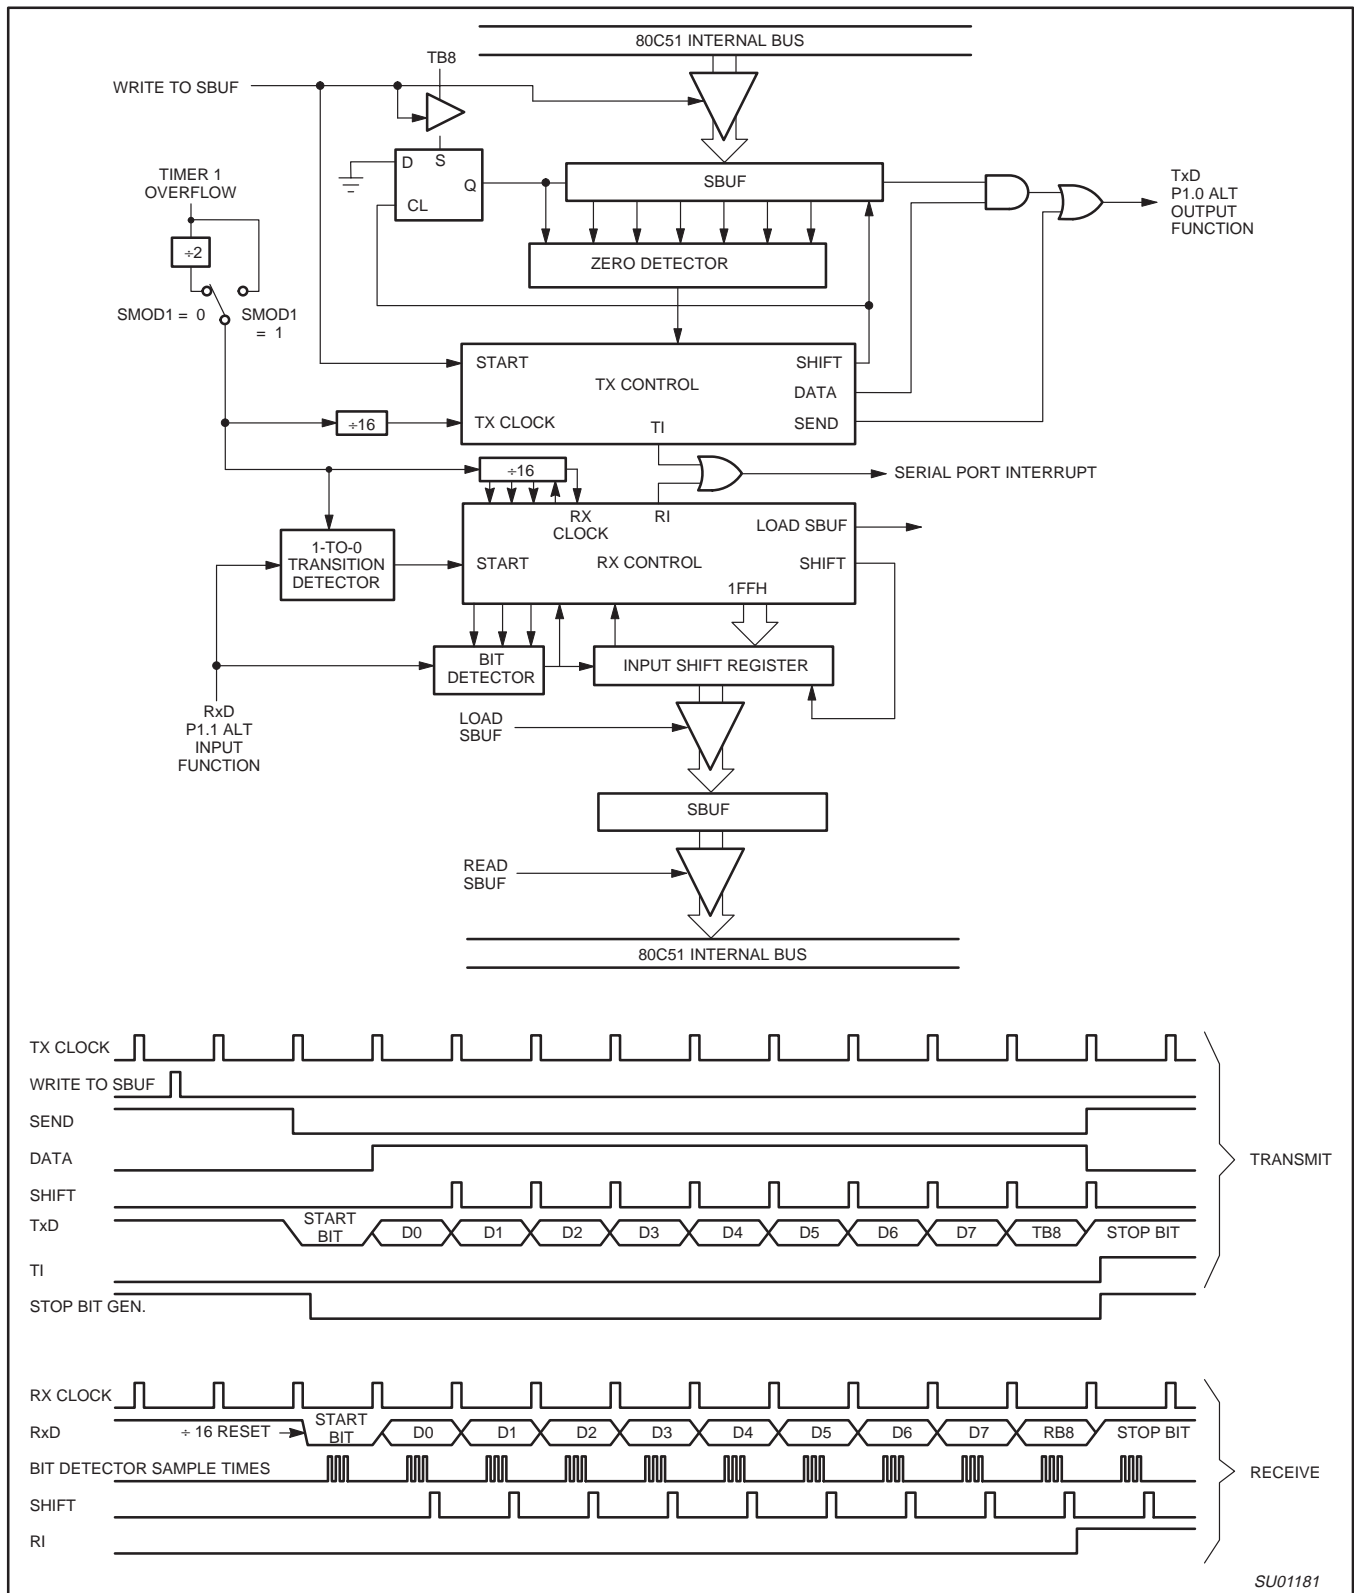 80C51 INTERNAL BUS
TB8
WRITE TO SBUF
D
S
Q
CL
SBUF
TxD
P1.0 ALT
OUTPUT
FUNCTION
TIMER 1
OVERFLOW
÷2
ZERO DETECTOR
SMOD1 = 0
SMOD1
= 1
START
SHIFT
TX CONTROL
DATA
÷16
TX CLOCK
TI
SEND
÷16
SERIAL PORT INTERRUPT
RX
CLOCK
RI
LOAD SBUF
1-TO-0
TRANSITION
DETECTOR
START
RX CONTROL
SHIFT
1FFH
BIT
DETECTOR
INPUT SHIFT REGISTER
RxD
P1.1 ALT
INPUT
FUNCTION
LOAD
SBUF
SBUF
READ
SBUF
80C51 INTERNAL BUS
TX CLOCK
WRITE TO SBUF
SEND
DATA
TRANSMIT
SHIFT
TxD
START
BIT
D0 D1 D2 D3 D4 D5 D6 D7 TB8 STOP BIT
TI
STOP BIT GEN.
RX CLOCK
RxD
÷ 16 RESET
START
BIT
D0 D1 D2 D3 D4 D5 D6 D7 RB8 STOP BIT
BIT DETECTOR SAMPLE TIMES
RECEIVE
SHIFT
RI
SU01181